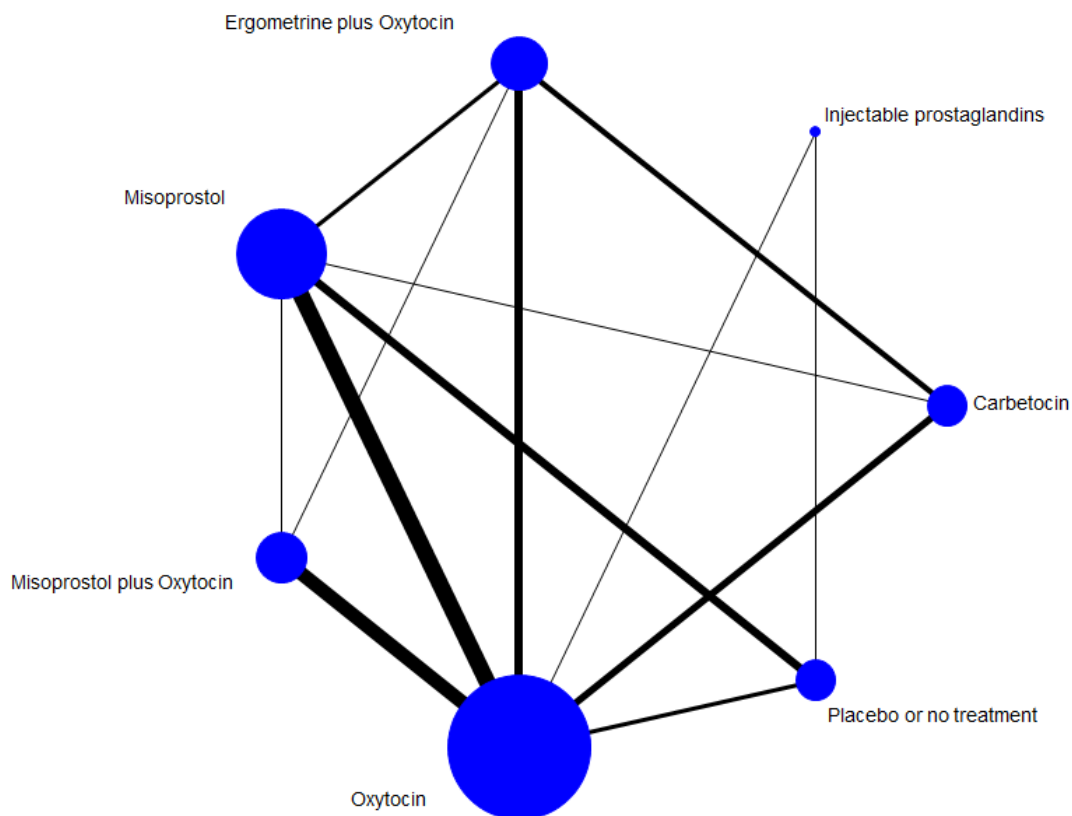 Ergometrine plus Oxytocin
Injectable prostaglandins
Misoprostol
Carbetocin
Misoprostol plus Oxytocin
Placebo or no treatment
Oxytocin